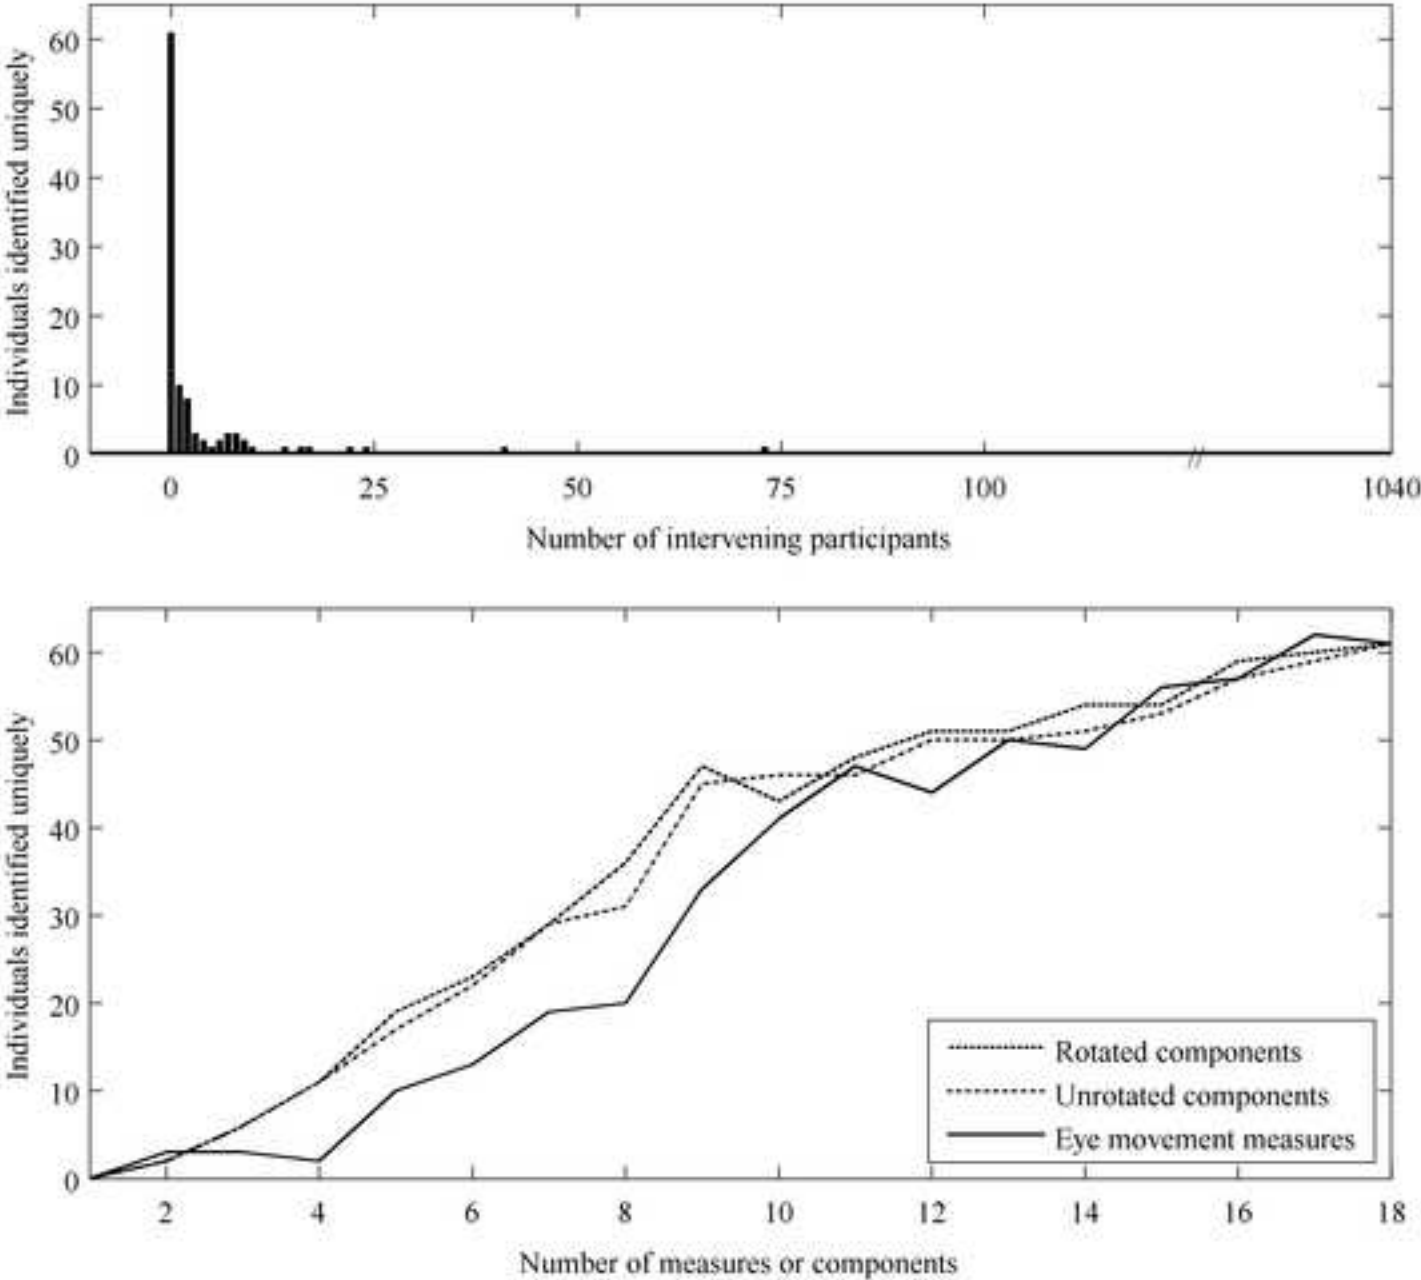 Individuals identified uniquely
60
50
40
30
20
10
0
0 25 50 75 100 // 1040
Number of intervening participants
Individuals identified uniquely
60
50
40
30
20
10
0
Rotated components
Unrotated components
Eye movement measures
2 4 6 8 10 12 14 16 18
Number of measures or components